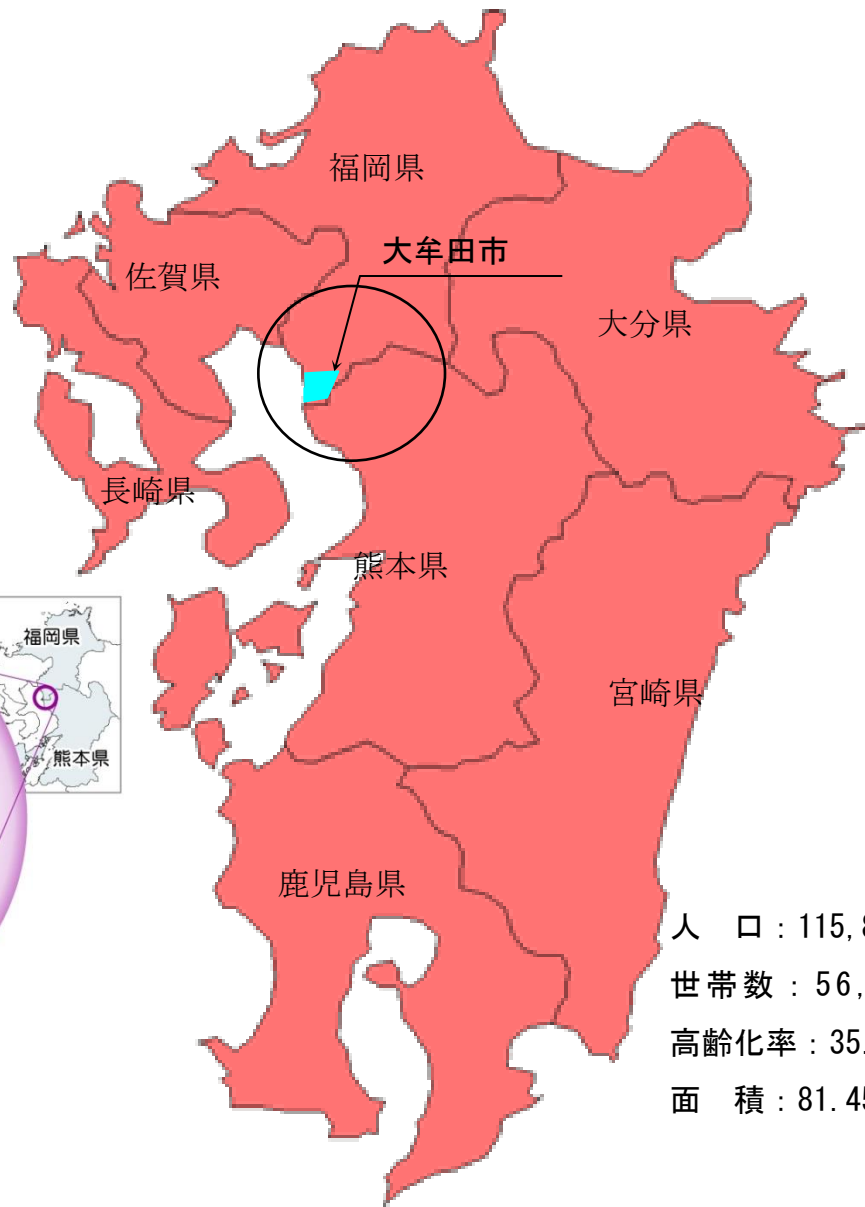 福岡県
大牟田市
佐賀県
大分県
長崎県
熊本県
福岡県
熊本県
宮崎県
鹿児島県
人　口：115,8
世帯数：56,
高齢化率：35.
面　積：81.45